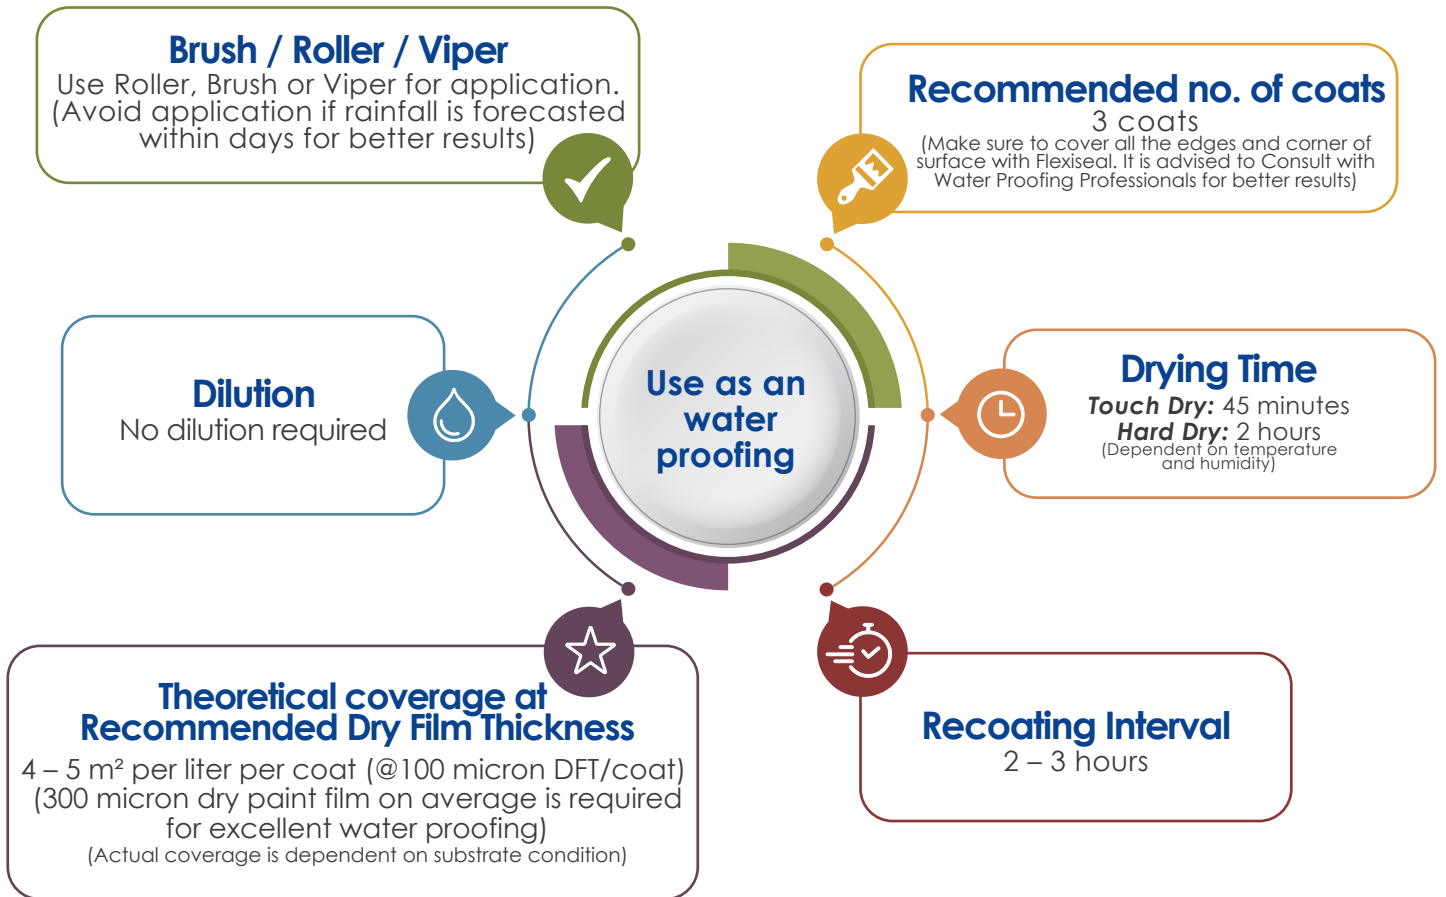 Brush / Roller / Viper
Use Roller, Brush or Viper for application.
(Avoid application if rainfall is forecasted
within days for better results)
Recommended no. of coats
3 coats
(Make sure to cover all the edges and corner of
surface with Flexiseal. It is advised to Consult with
Water Proofing Professionals for better results)
Dilution
No dilution required
Use as an
water
proofing
Drying Time
Touch Dry: 45 minutes
Hard Dry: 2 hours
(Dependent on temperature
and humidity)
Theoretical coverage at
Recommended Dry Film Thickness
4 – 5 m² per liter per coat (@100 micron DFT/coat)
(300 micron dry paint film on average is required
for excellent water proofing)
(Actual coverage is dependent on substrate condition)
Recoating Interval
2 – 3 hours